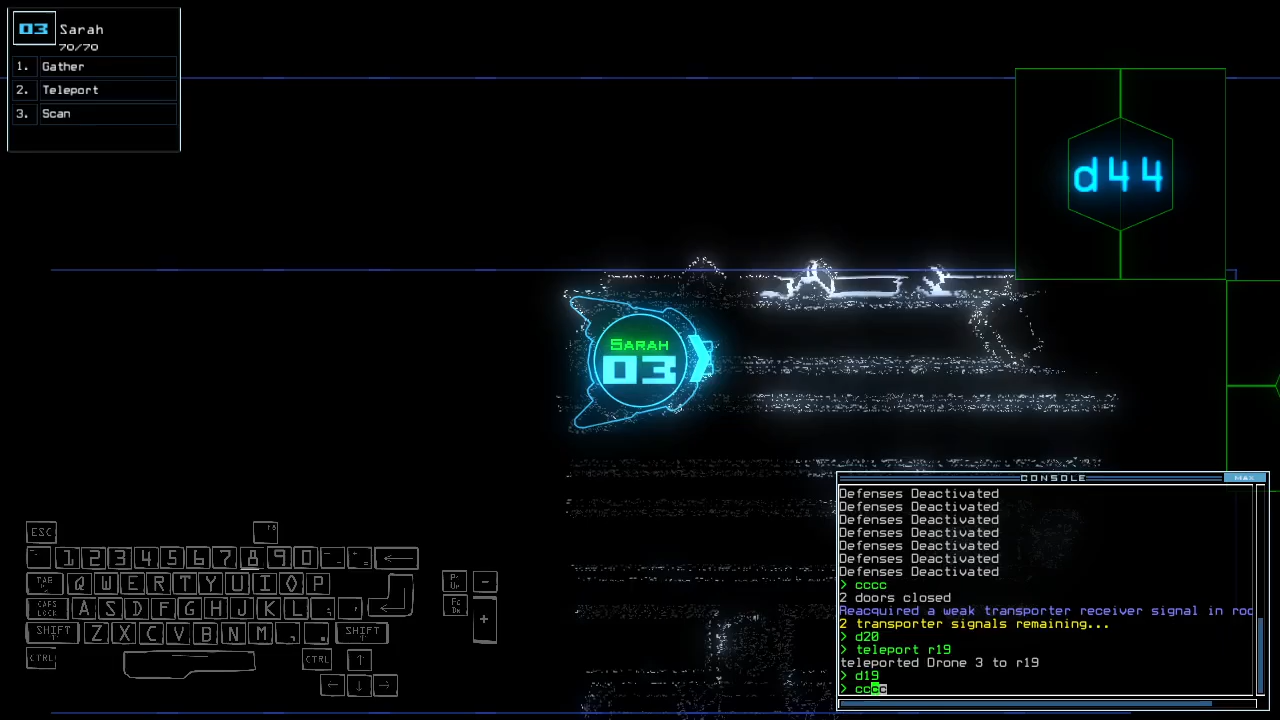 03 Sarah
70/70
1. Gather
2. Teleport
3. Scan
d44
Sarah
03
CONSOLE
MAX
Defenses Deactivated
Defenses Deactivated
Defenses Deactivated
Defenses Deactivated
Defenses Deactivated
Defenses Deactivated
Defenses Deactivated
> cccc
2 doors closed
Reacquired a weak transporter receiver signal in roo
2 transporter signals remaining...
> d20
> teleport r19
teleported Drone 3 to r19
> d19
> cccc
ESC
1 2 3 4 5 6 7 8 9 0
TAB Q W E R T Y U I O P
CAPS LOCK A S D F G H J K L
SHIFT Z X C V B N M , . SHIFT
CTRL CTRL